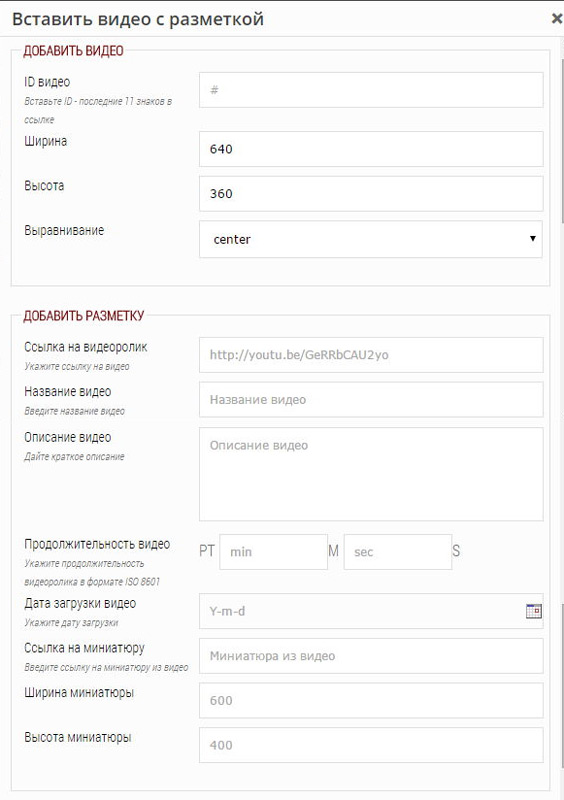 Вставить видео с разметкой
ДОБАВИТЬ ВИДЕО
ID видео
#
Вставьте ID - последние 11 знаков в
ссылке
Ширина
640
Высота
360
Выравнивание
center
ДОБАВИТЬ РАЗМЕТКУ
Ссылка на видеоролик
http://youtu.be/GeRRbCAU2yo
Укажите ссылку на видео
Название видео
Название видео
Введите название видео
Описание видео
Описание видео
Дайте краткое описание
Продолжительность видео
PT min M sec S
Укажите продолжительность
видеоролика в формате ISO 8601
Дата загрузки видео
Y-m-d
Укажите дату загрузки
Ссылка на миниатюру
Миниатюра из видео
Введите ссылку на миниатюру из видео
Ширина миниатюры
600
Высота миниатюры
400